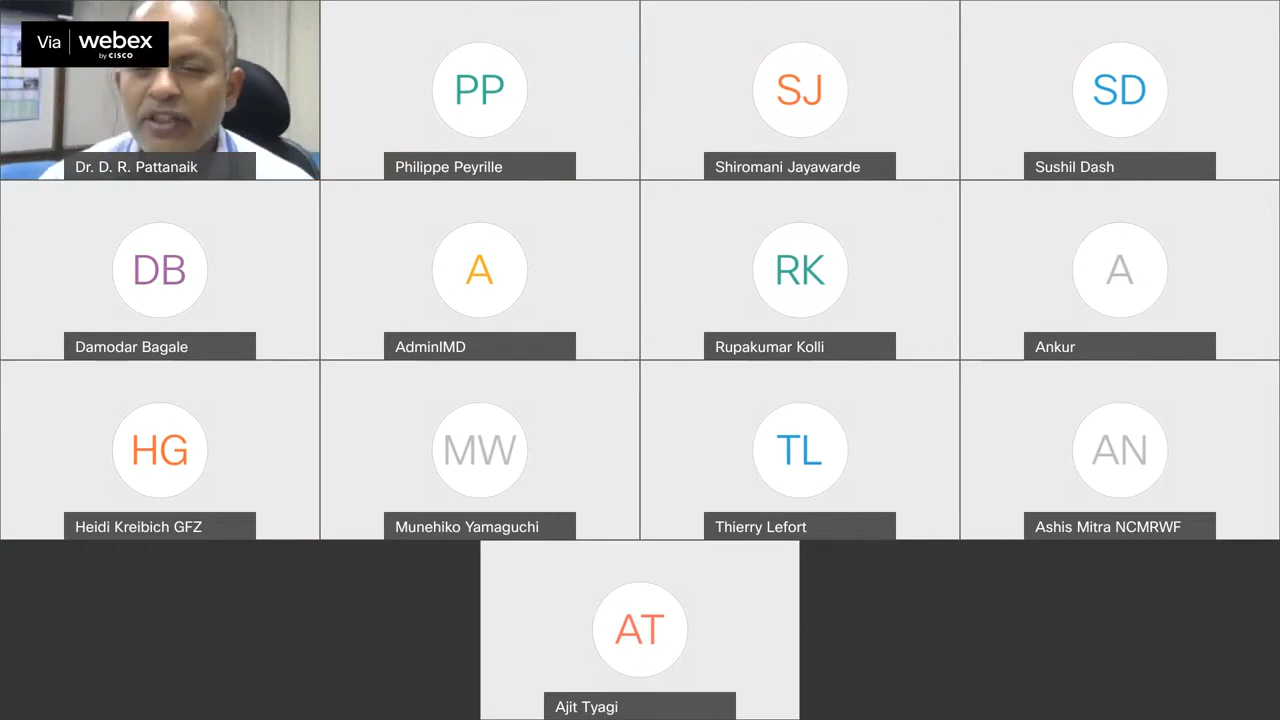 Via webex
by CISCO
PP
SJ
SD
Dr. D. R. Pattanaik
Philippe Peyrille
Shiromani Jayawarde
Sushil Dash
DB
A
RK
A
Damodar Bagale
AdminIMD
Rupakumar Kolli
Ankur
HG
MW
TL
AN
Heidi Kreibich GFZ
Munehiko Yamaguchi
Thierry Lefort
Ashis Mitra NCMRWF
AT
Ajit Tyagi